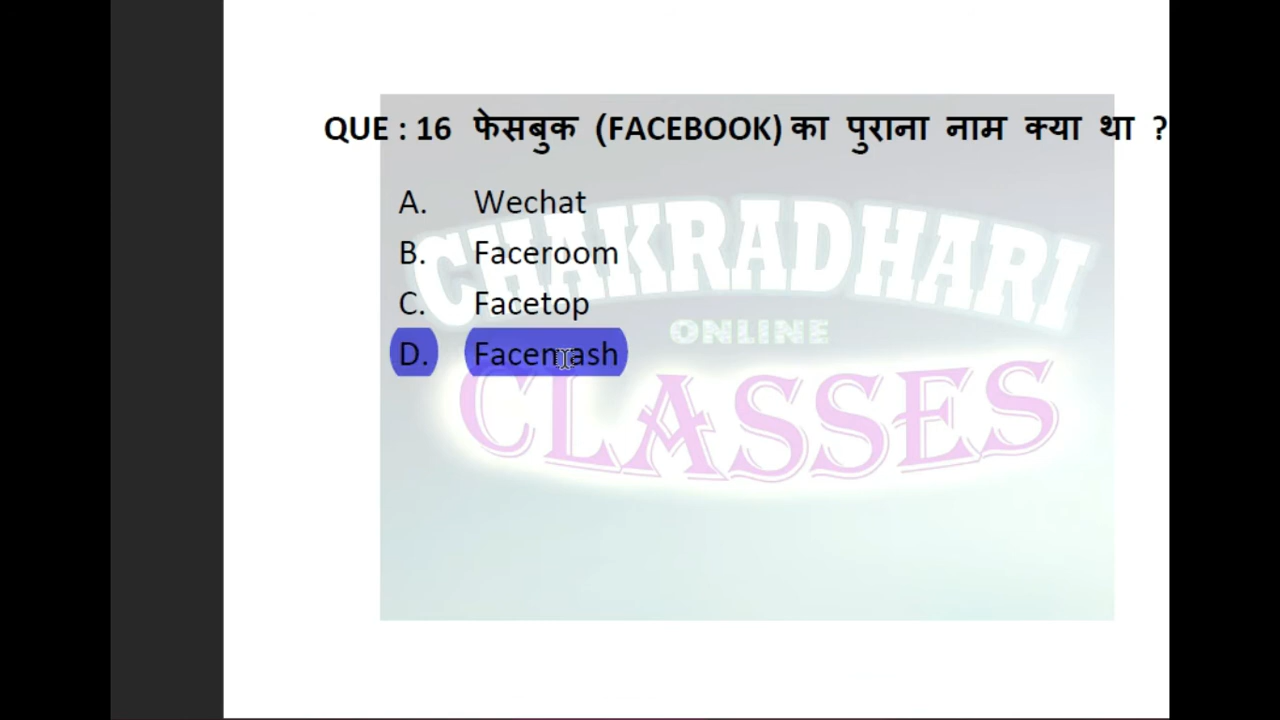 QUE : 16 फेसबुक (FACEBOOK) का पुराना नाम क्या था ?
A. Wechat
B. Faceroom
C. Facetop
D. Facemash
CHAKRADHARI
ONLINE
CLASSES